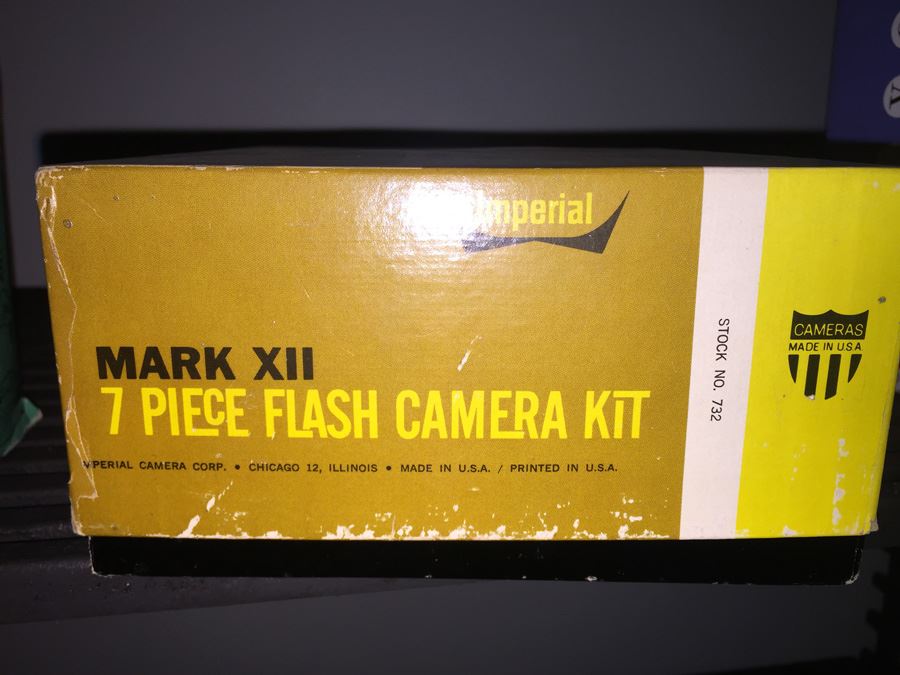 Imperial
MARK XII
7 PIECE FLASH CAMERA KIT
PERIAL CAMERA CORP. • CHICAGO 12, ILLINOIS • MADE IN U.S.A. / PRINTED IN U.S.A.
STOCK NO. 732
CAMERAS
MADE IN U.S.A.